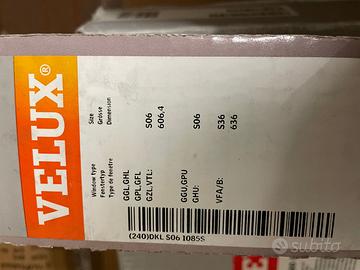 VELUX®
Window type
Fenstertyp
Type de fenêtre
Size
Grösse
Dimension
GGL,GHL
GPL,GFL
GZL,VTL:
S06
606,4
GGU,GPU
GHU:
S06
VFA/B:
S36
636
(240)DKL S06 1085S
subito